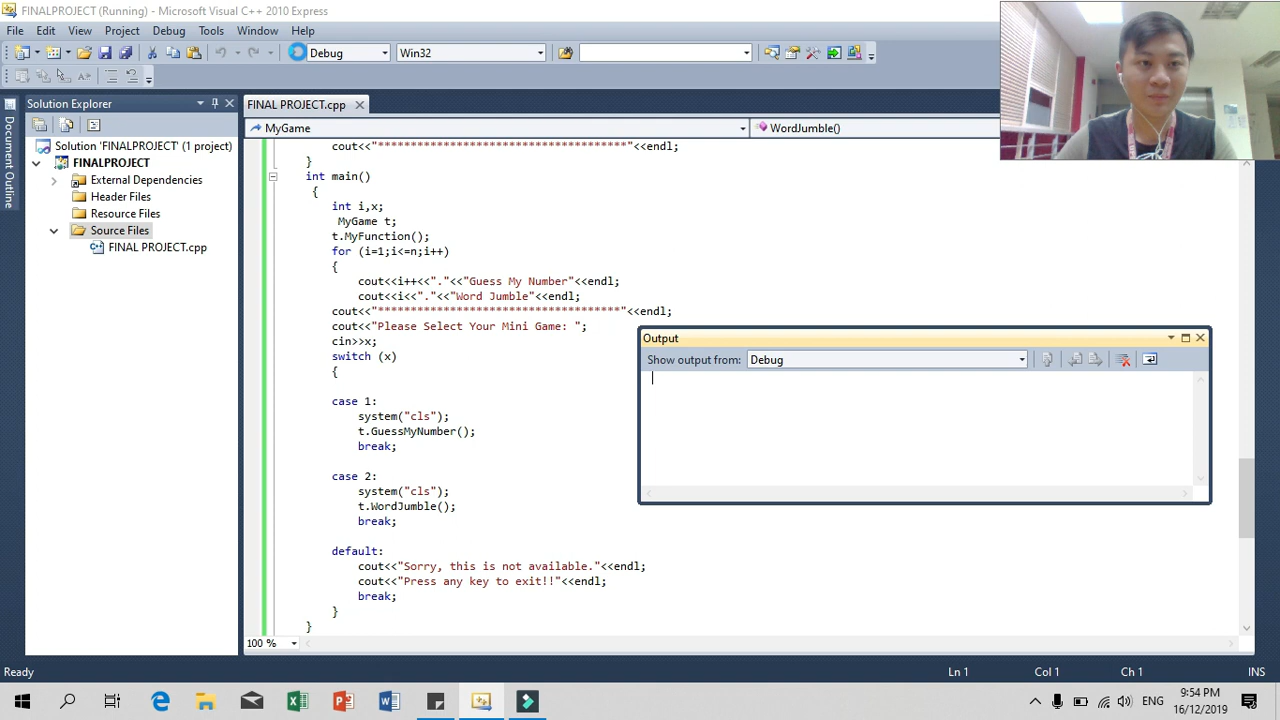 FINALPROJECT (Running) - Microsoft Visual C++ 2010 Express
File Edit View Project Debug Tools Window Help
Debug Win32
Solution Explorer
FINAL PROJECT.cpp
MyGame
WordJumble()
Document Outline
Solution 'FINALPROJECT' (1 project)
FINALPROJECT
External Dependencies
Header Files
Resource Files
Source Files
FINAL PROJECT.cpp
cout<<"**************************************"<<endl;
}
int main()
{
int i,x;
MyGame t;
t.MyFunction();
for (i=1;i<=n;i++)
{
cout<<i++<<"."<<"Guess My Number"<<endl;
cout<<i<<"."<<"Word Jumble"<<endl;
cout<<"*************************************"<<endl;
cout<<"Please Select Your Mini Game: ";
cin>>x;
switch (x)
{
case 1:
system("cls");
t.GuessMyNumber();
break;
case 2:
system("cls");
t.WordJumble();
break;
default:
cout<<"Sorry, this is not available."<<endl;
cout<<"Press any key to exit!!"<<endl;
break;
}
}
100 %
Output
Show output from: Debug
Ready
Ln 1 Col 1 Ch 1 INS
ENG
9:54 PM
16/12/2019